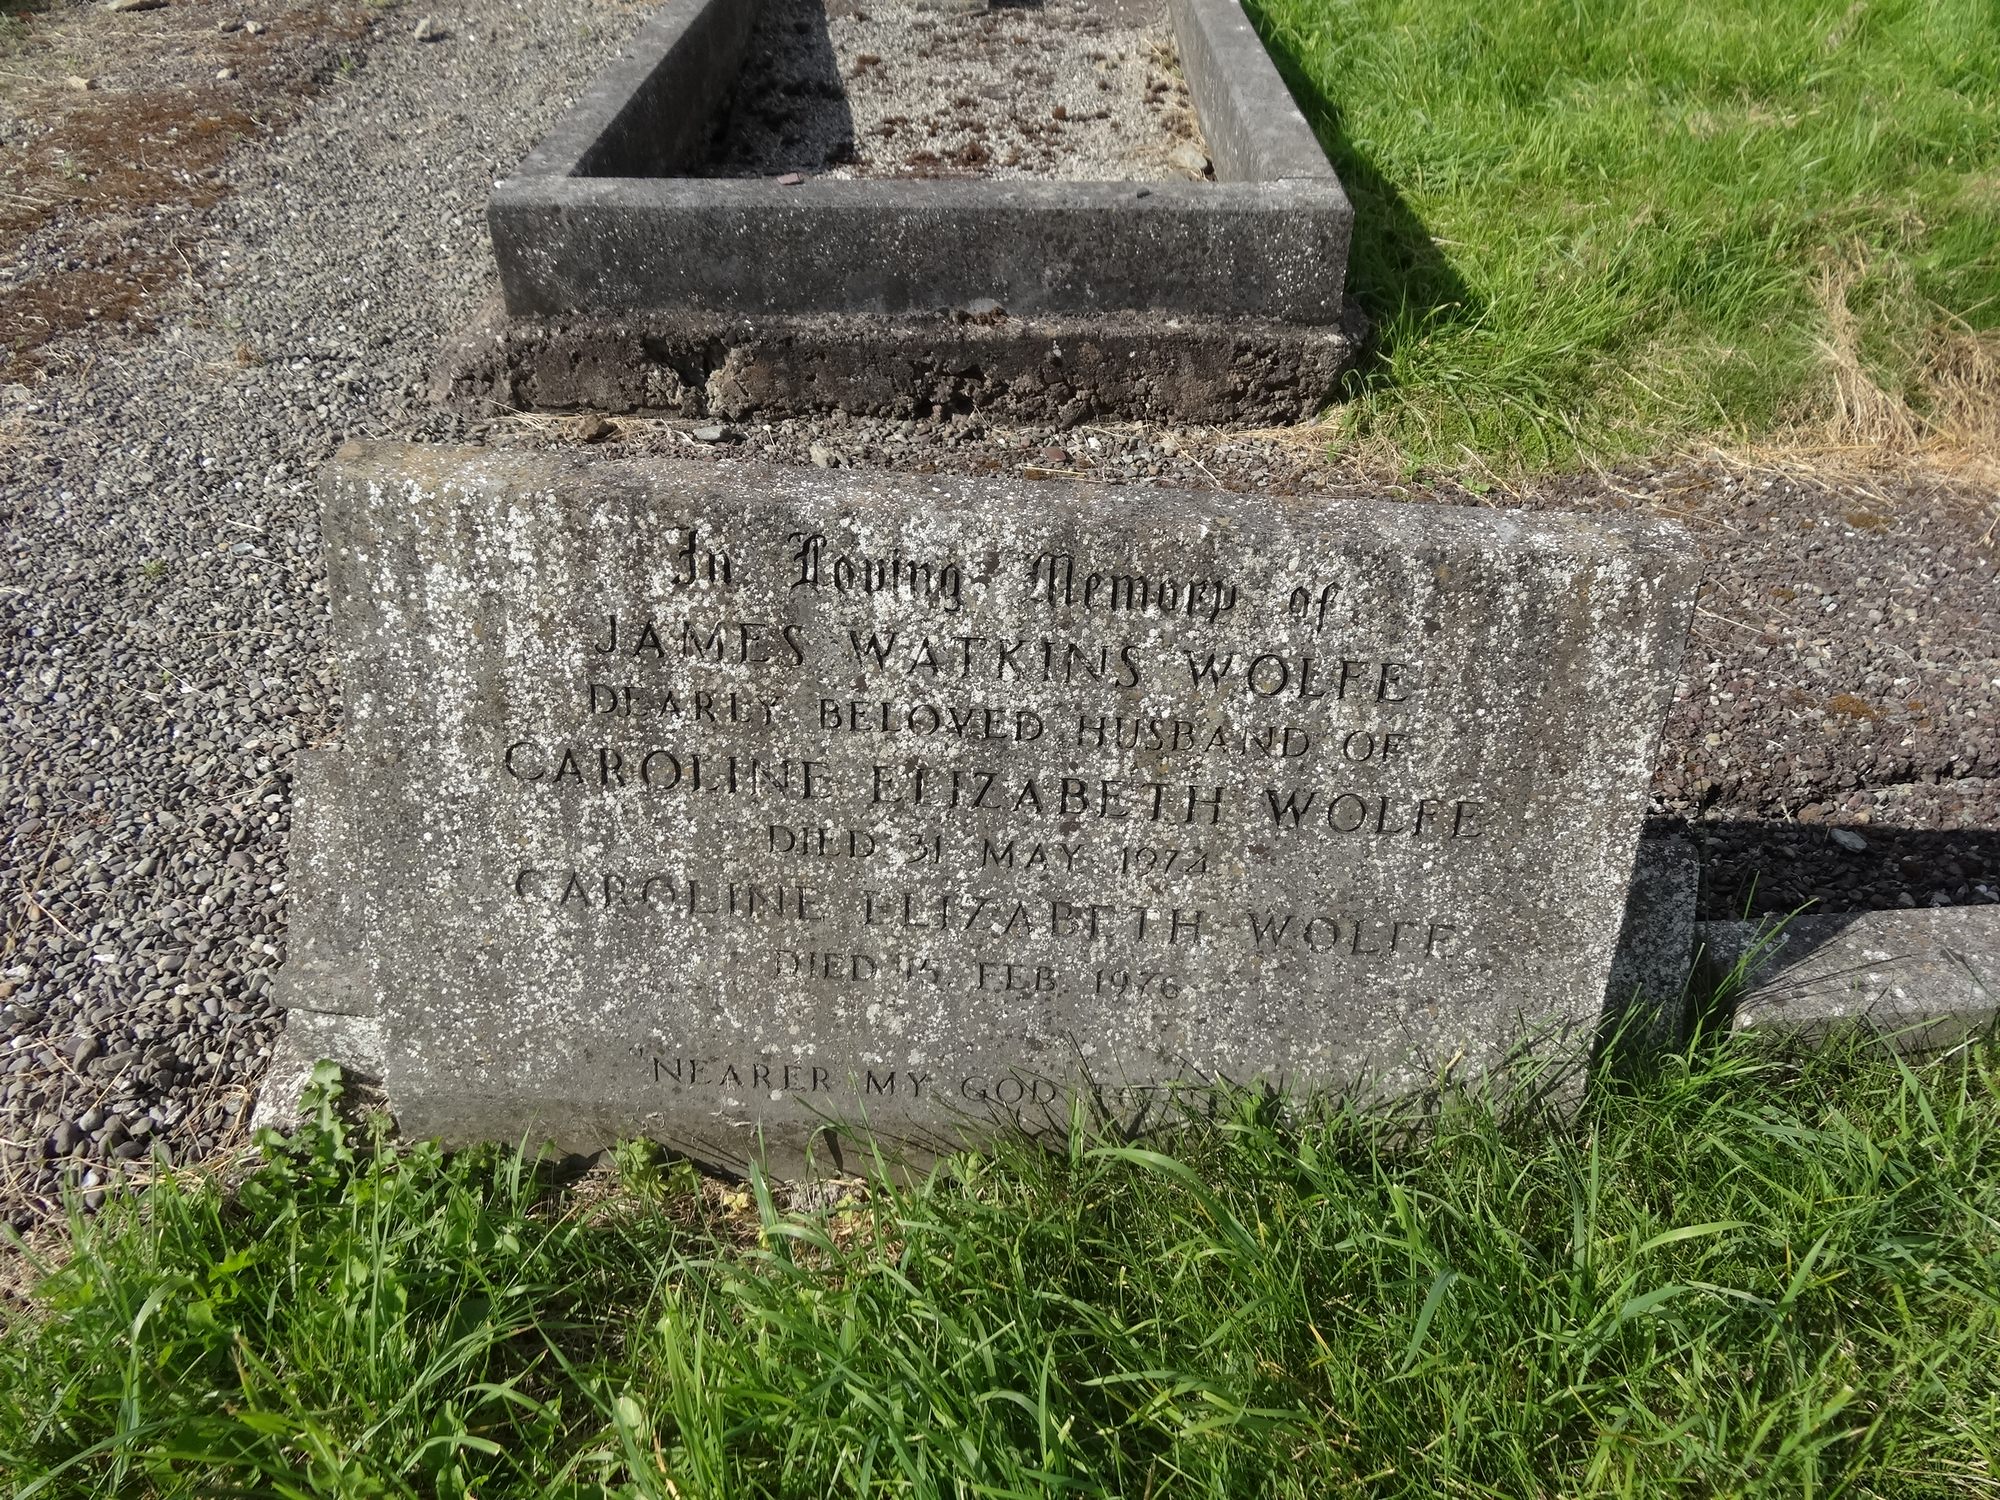 In Loving Memory of
JAMES WATKINS WOLFE
DEARLY BELOVED HUSBAND OF
CAROLINE ELIZABETH WOLFE
DIED 31 MAY 1974
CAROLINE ELIZABETH WOLFE
DIED 15. FEB. 1976
"NEARER MY GOD